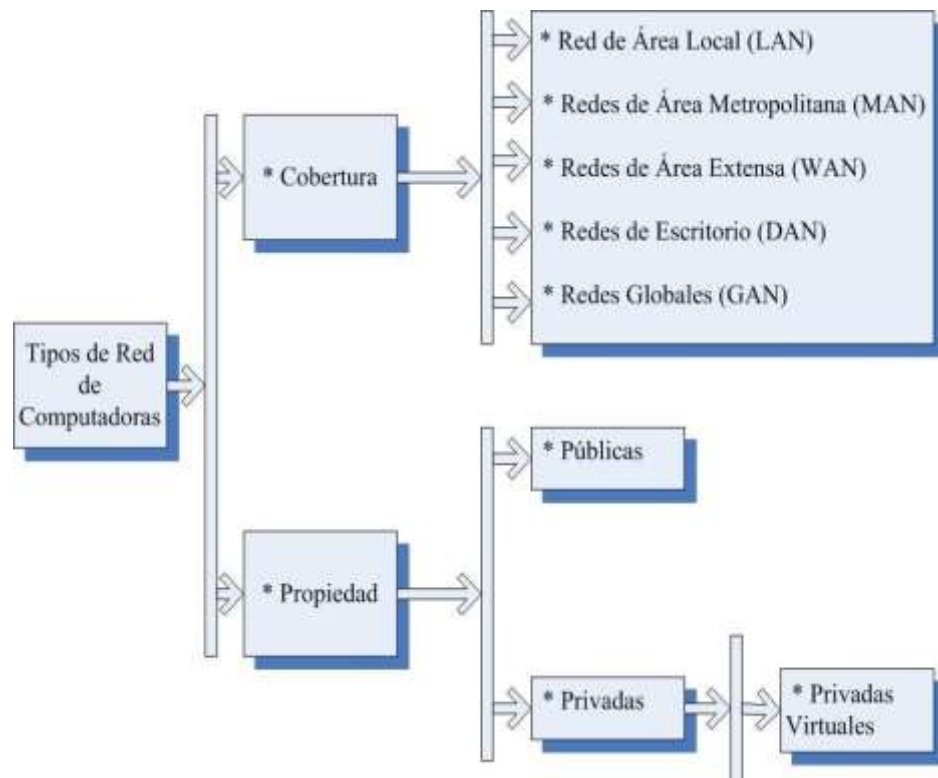 Tipos de Red
de
Computadoras
* Cobertura
* Red de Área Local (LAN)
* Redes de Área Metropolitana (MAN)
* Redes de Área Extensa (WAN)
* Redes de Escritorio (DAN)
* Redes Globales (GAN)
* Propiedad
* Públicas
* Privadas
* Privadas
Virtuales